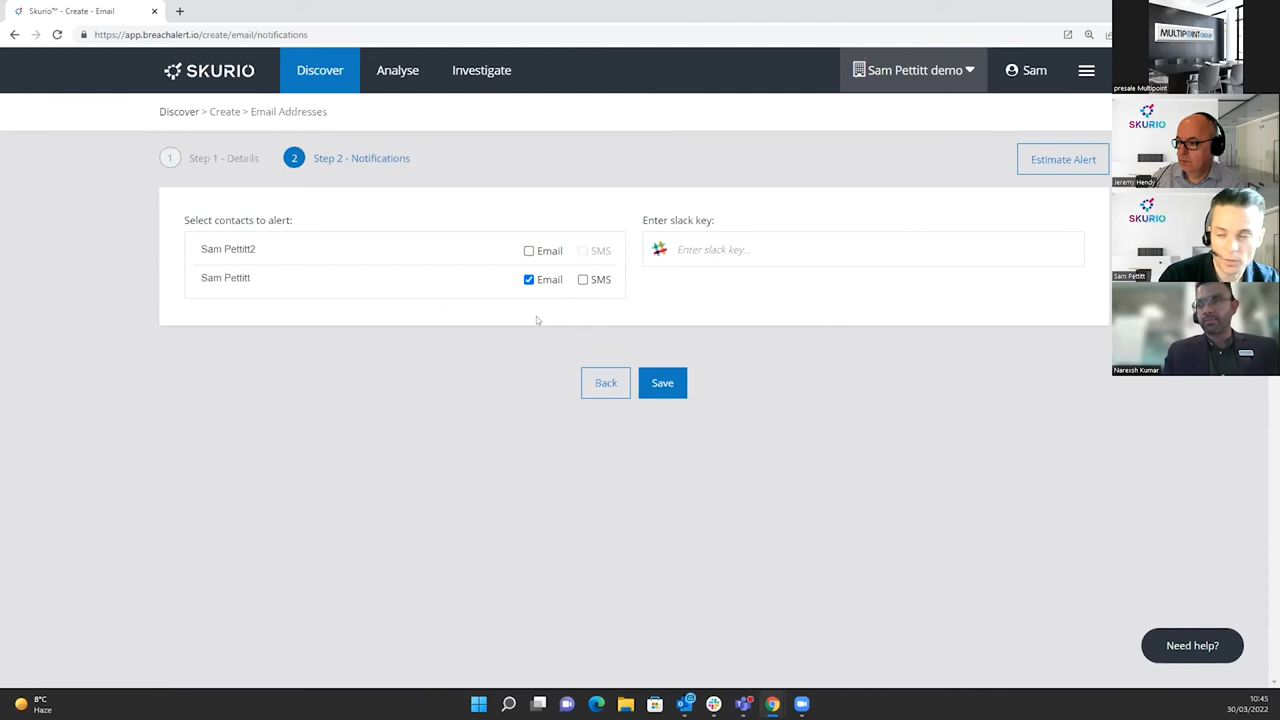 Skurio™ - Create - Email
https://app.breachalert.io/create/email/notifications
SKURIO
Discover
Analyse
Investigate
Sam Pettitt demo
Sam
Discover > Create > Email Addresses
1 Step 1 - Details
2 Step 2 - Notifications
Estimate Alert
Select contacts to alert:
Sam Pettitt2
Email
SMS
Sam Pettitt
Email
SMS
Enter slack key:
Enter slack key...
Back
Save
Need help?
MULTIPOINT GROUP
presale Multipoint
SKURIO
Jeremy Hendy
SKURIO
Sam Pettitt
Narexsh Kumar
8°C
Haze
10:45
30/03/2022